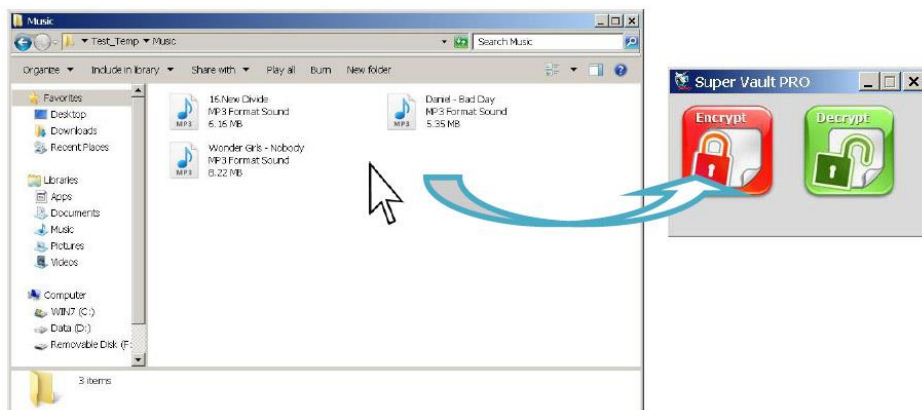 Music
Test_Temp Music
Search Music
Organize Include in library Share with Play all Burn New folder
Favorites
Desktop
Downloads
Recent Places
Libraries
Apps
Documents
Music
Pictures
Videos
Computer
WIN7 (C:)
Data (D:)
Removable Disk (F:
16.New Divide
MP3 Format Sound
6.16 MB
MP3
Daniel - Bad Day
MP3 Format Sound
5.35 MB
MP3
Wonder Girls - Nobody
MP3 Format Sound
8.22 MB
MP3
3 items
Super Vault PRO
Encrypt
Decrypt